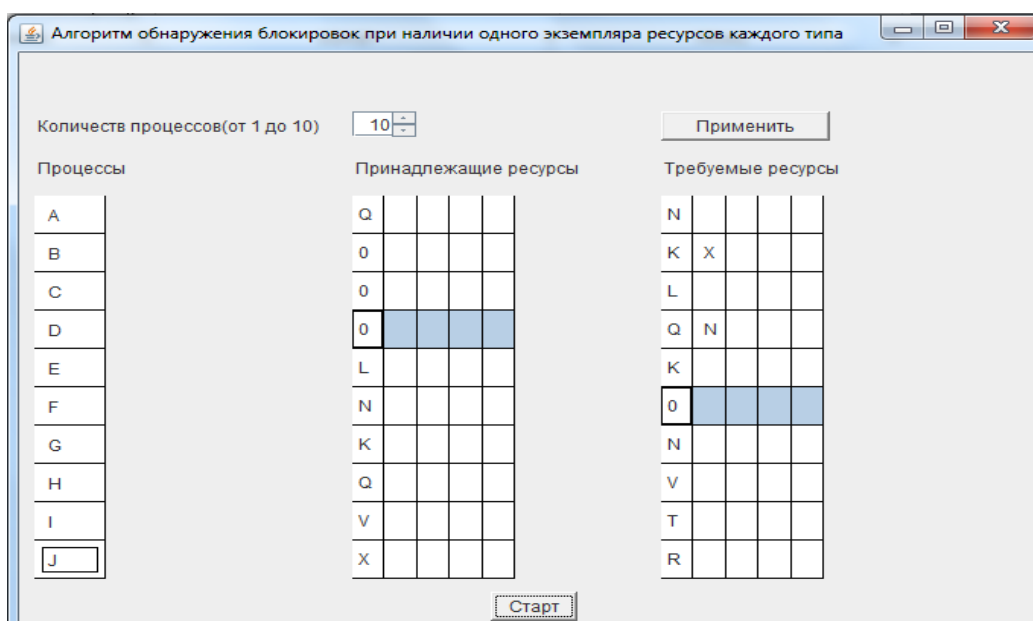 Алгоритм обнаружения блокировок при наличии одного экземпляра ресурсов каждого типа
Количеств процессов(от 1 до 10) 10 Применить
Процессы Принадлежащие ресурсы Требуемые ресурсы
A Q N
B 0 K X
C 0 L
D 0 Q N
E L K
F N 0
G K N
H Q V
I V T
J X R
Старт